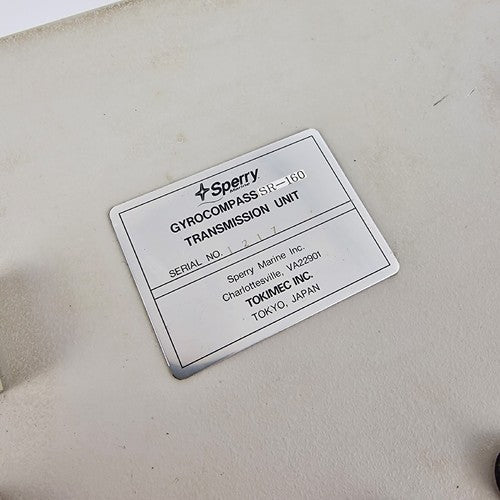 Sperry
GYROCOMPASS SR-160
TRANSMISSION UNIT
SERIAL NO. 1217
Sperry Marine Inc.
Charlottesville, VA22901
TOKIMEC INC.
TOKYO, JAPAN